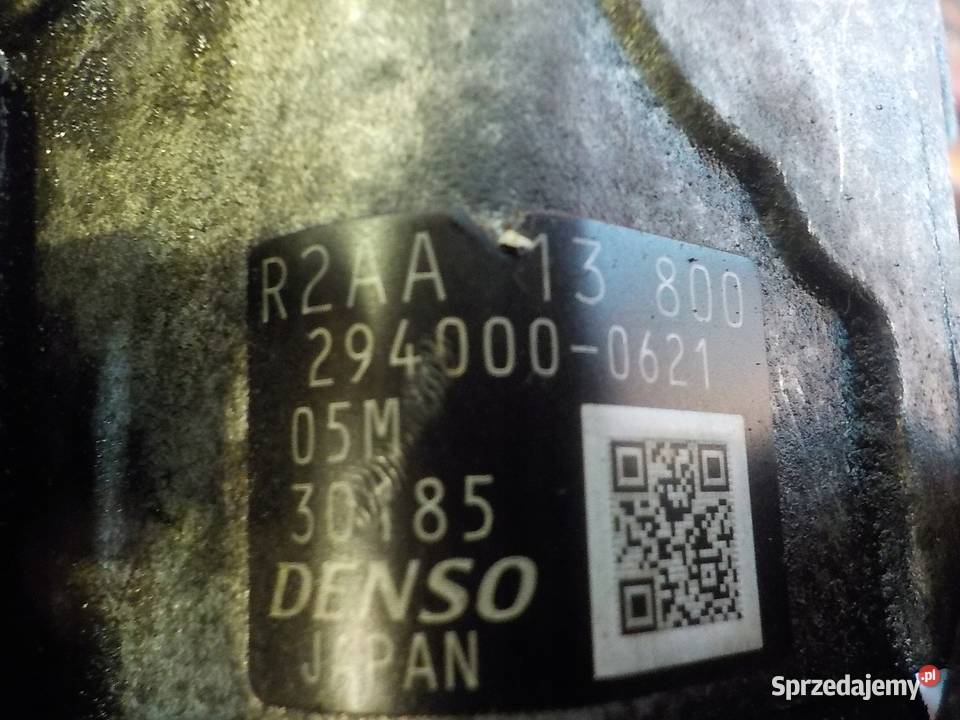 R2AA 13 800
294000-0621
05M
30185
DENSO
JAPAN
Sprzedajemy.pl